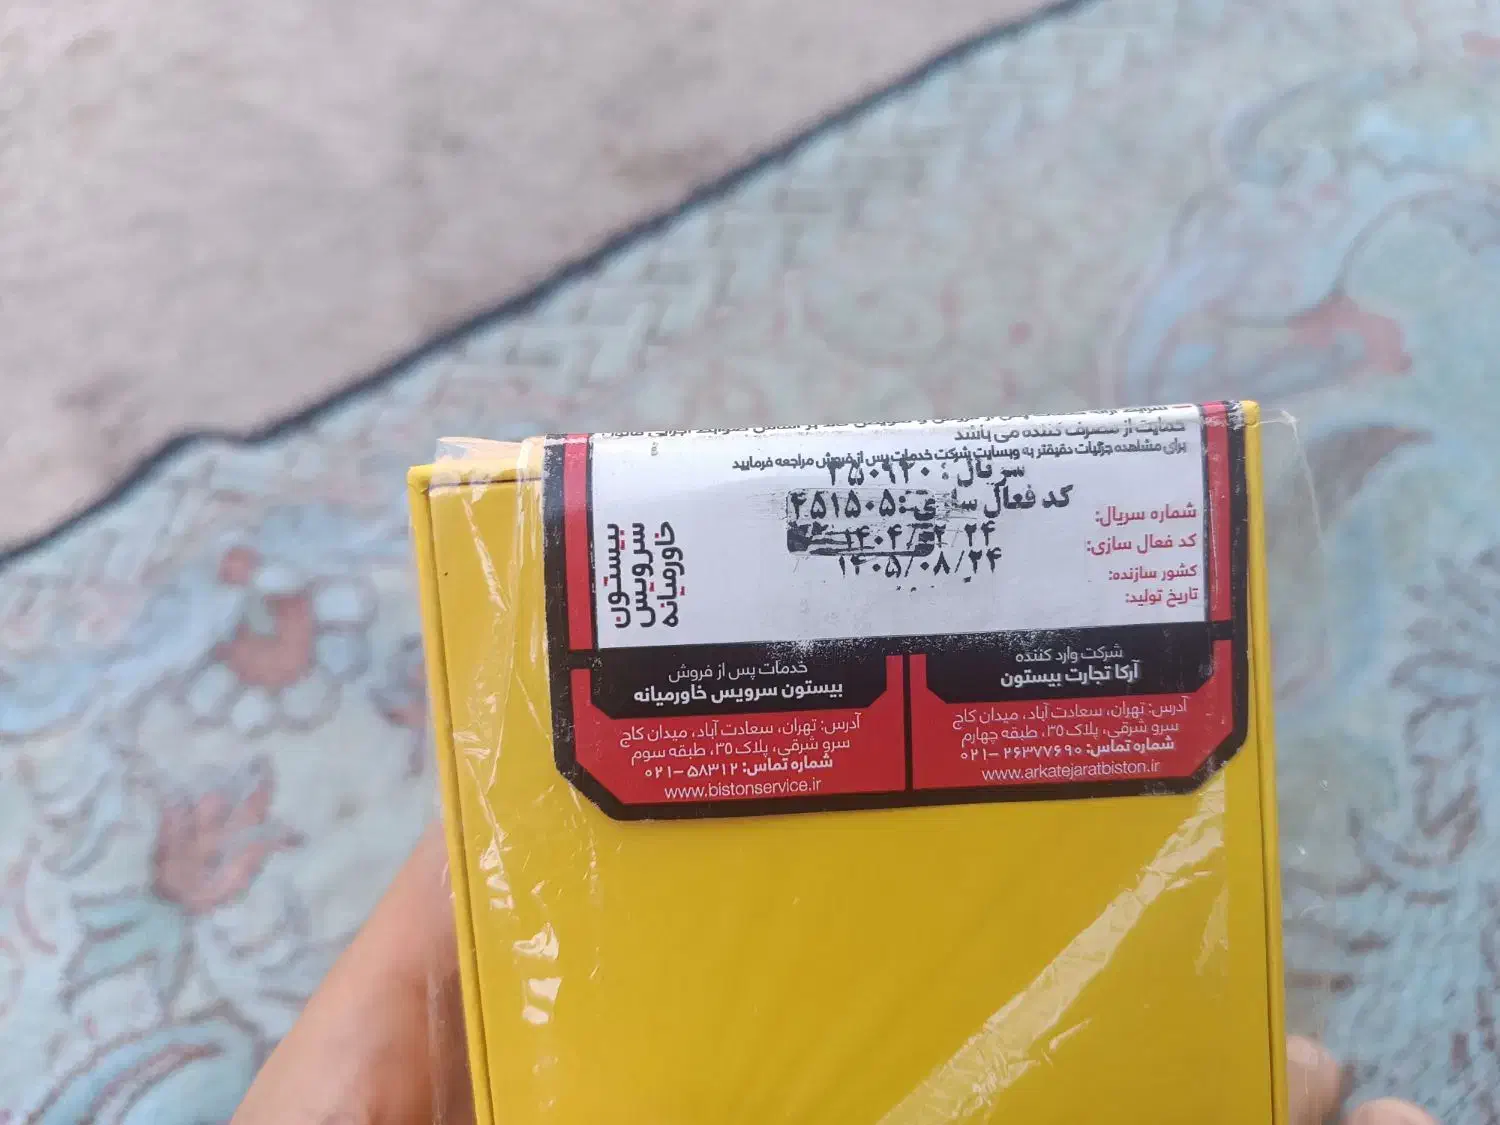 حمایت از مصرف کننده می باشد
برای مشاهده جزئیات دقیقتر به وبسایت شرکت خدمات پس از فروش مراجعه فرمایید
سریال: ۳۵۰۹۲۰
کد فعال سازی: ۲۵۱۵۰۵
۱۴۰۵/۰۸/۲۴
شماره سریال:
کد فعال سازی:
کشور سازنده:
تاریخ تولید:
بیستون
سرویس
خاورمیانه
شرکت وارد کننده
آرکا تجارت بیستون
آدرس: تهران، سعادت آباد، میدان کاج
سرو شرقی، پلاک ۳۵، طبقه چهارم
شماره تماس: ۲۶۳۷۷۶۹۰ -۰۲۱
www.arkatejaratbiston.ir
خدمات پس از فروش
بیستون سرویس خاورمیانه
آدرس: تهران، سعادت آباد، میدان کاج
سرو شرقی، پلاک ۳۵، طبقه سوم
شماره تماس: ۵۸۳۱۲ -۰۲۱
www.bistonservice.ir